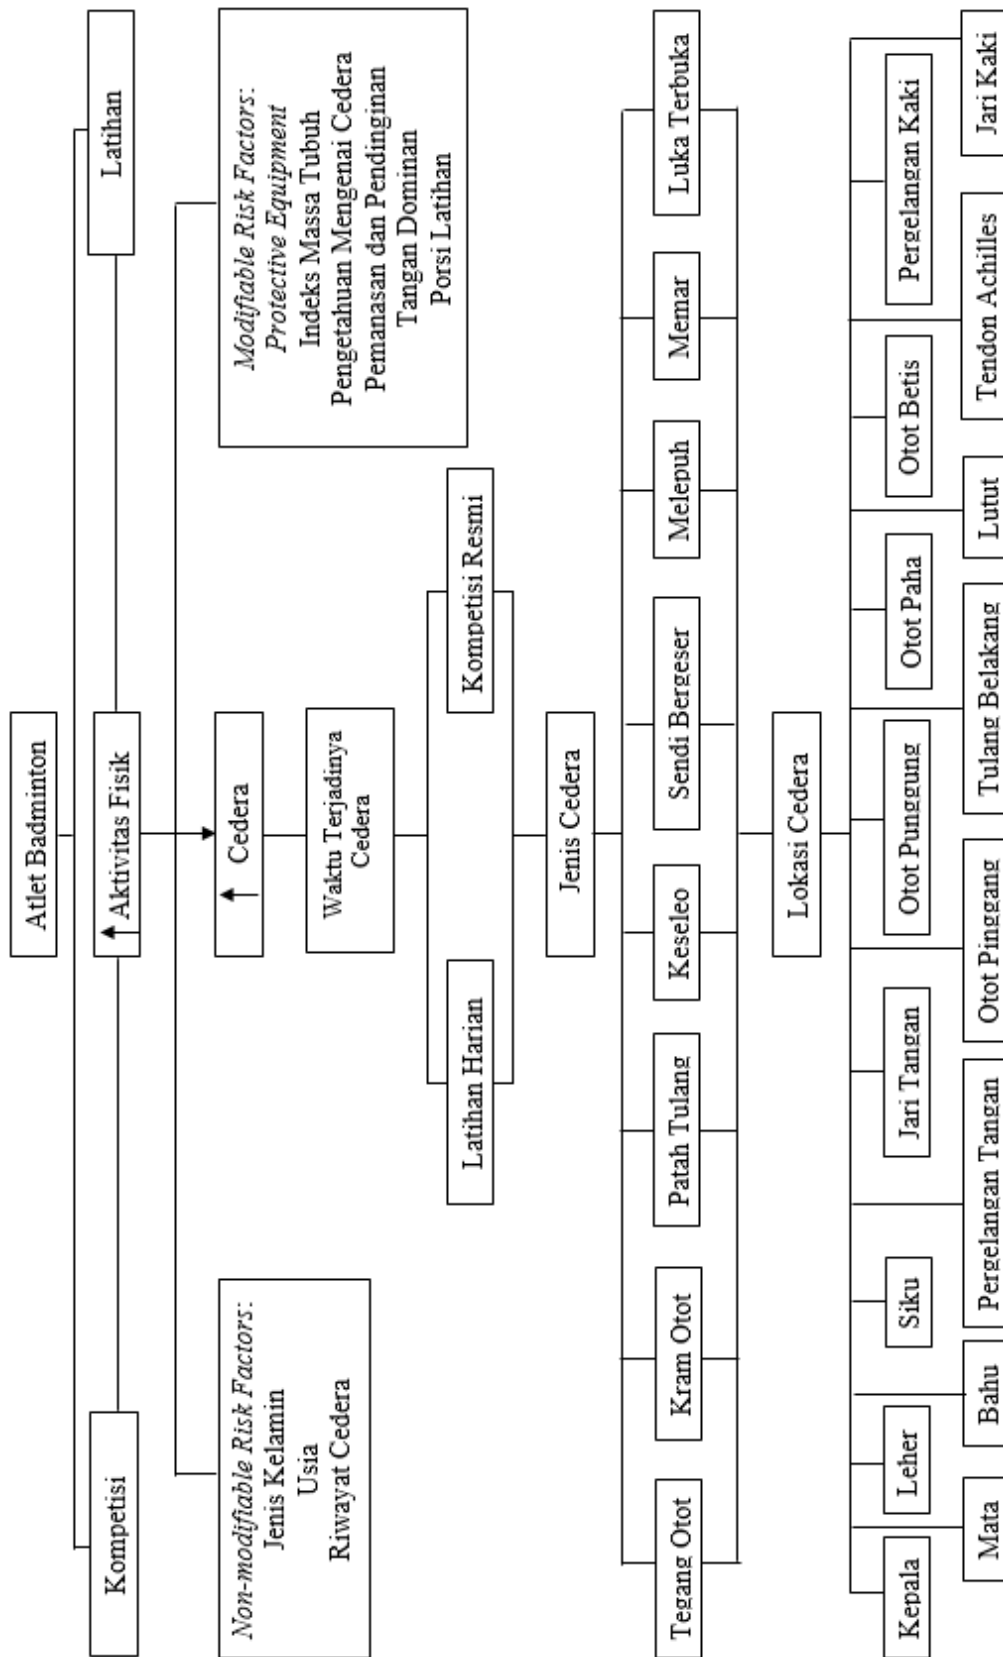 Atlet Badminton
Kompetisi
↑ Aktivitas Fisik
Latihan
Non-modifiable Risk Factors:
Jenis Kelamin
Usia
Riwayat Cedera
↑ Cedera
Modifiable Risk Factors:
Protective Equipment
Indeks Massa Tubuh
Pengetahuan Mengenai Cedera
Pemanasan dan Pendinginan
Tangan Dominan
Porsi Latihan
Waktu Terjadinya
Cedera
Latihan Harian
Kompetisi Resmi
Jenis Cedera
Tegang Otot
Kram Otot
Patah Tulang
Keseleo
Sendi Bergeser
Melepuh
Memar
Luka Terbuka
Lokasi Cedera
Kepala
Leher
Siku
Jari Tangan
Otot Punggung
Otot Paha
Otot Betis
Pergelangan Kaki
Mata
Bahu
Pergelangan Tangan
Otot Pinggang
Tulang Belakang
Lutut
Tendon Achilles
Jari Kaki